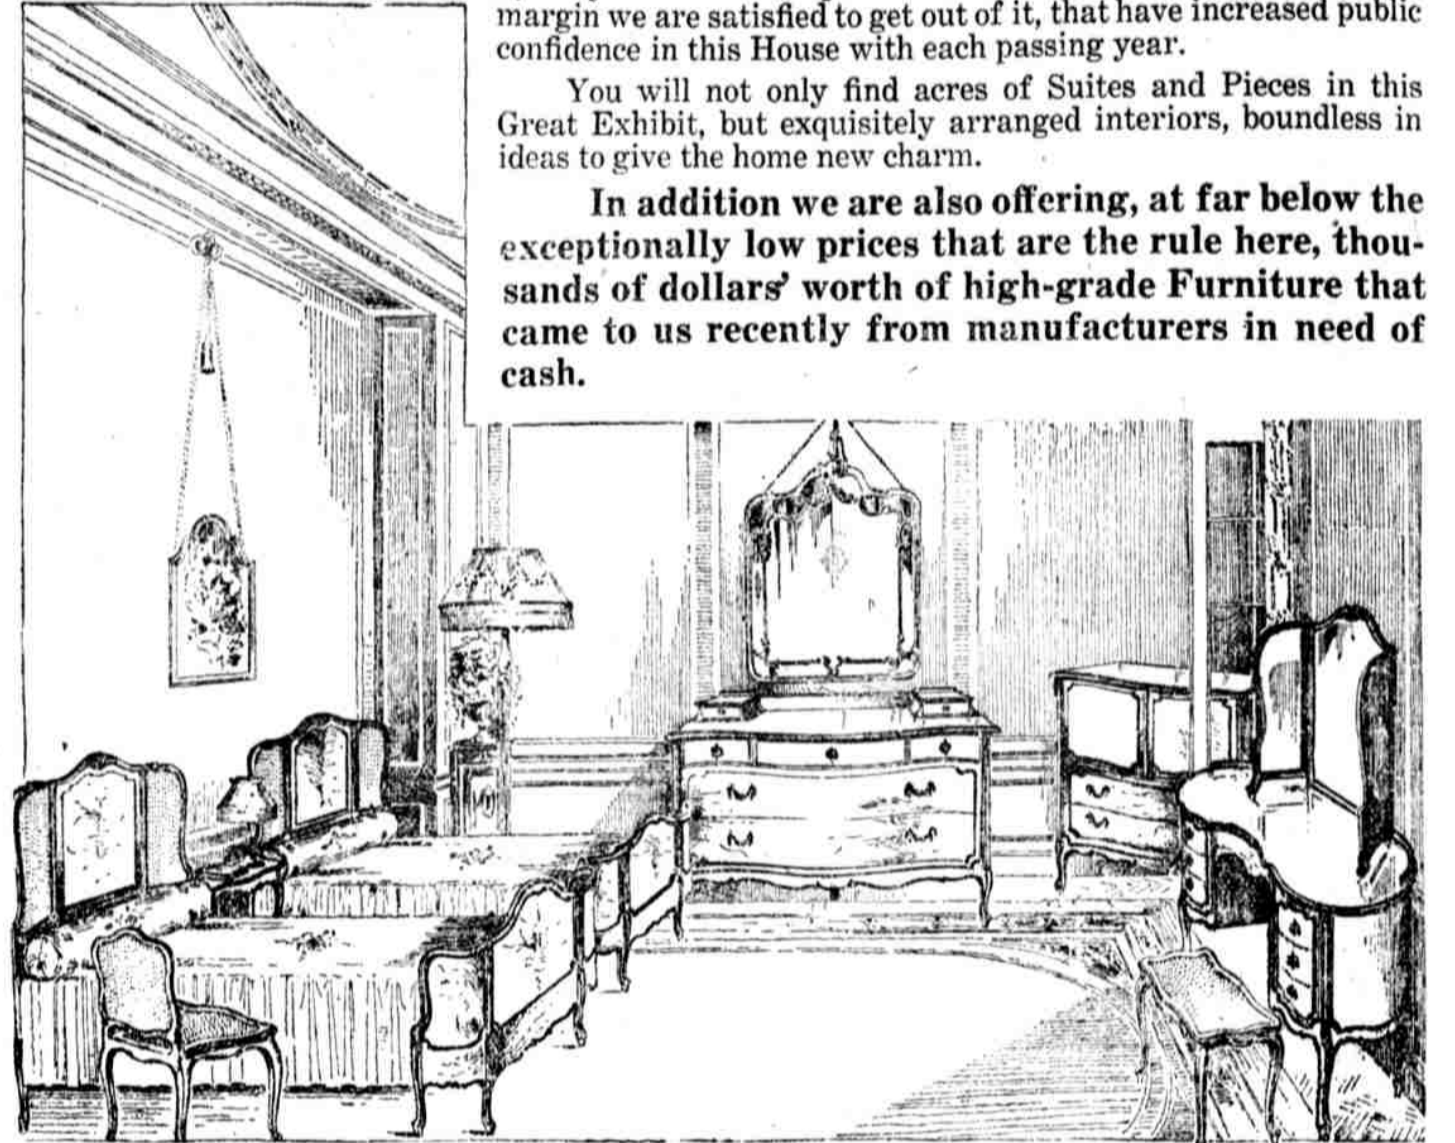 margin we are satisfied to get out of it, that have increased public
confidence in this House with each passing year.
You will not only find acres of Suites and Pieces in this
Great Exhibit, but exquisitely arranged interiors, boundless in
ideas to give the home new charm.
In addition we are also offering, at far below the
exceptionally low prices that are the rule here, thou-
sands of dollars' worth of high-grade Furniture that
came to us recently from manufacturers in need of
cash.